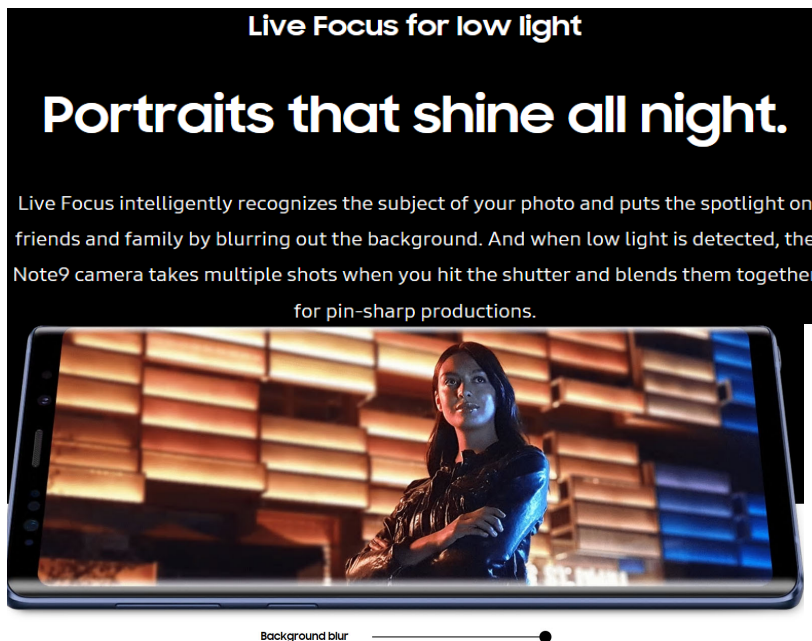 Live Focus for low light
Portraits that shine all night.
Live Focus intelligently recognizes the subject of your photo and puts the spotlight on
friends and family by blurring out the background. And when low light is detected, the
Note9 camera takes multiple shots when you hit the shutter and blends them together
for pin-sharp productions.
Background blur